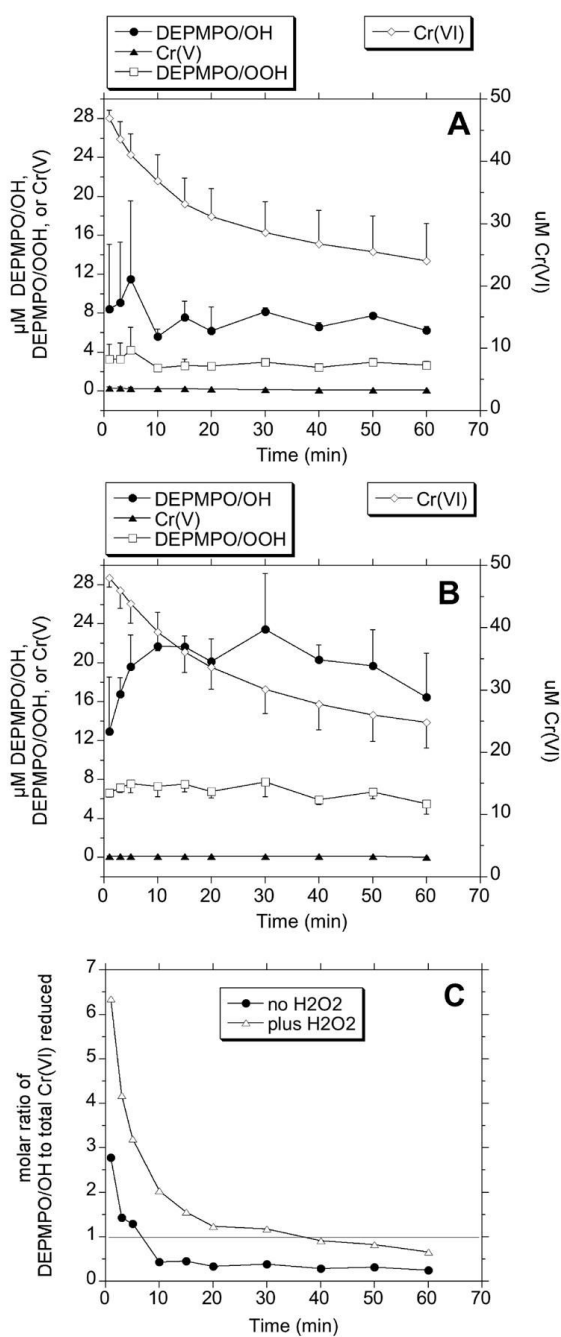 DEPMPO/OH
Cr(V)
DEPMPO/OOH
Cr(VI)
A
28
24
20
16
12
8
4
0
50
40
30
20
10
0
µM DEPMPO/OH,
DEPMPO/OOH, or Cr(V)
uM Cr(VI)
0 10 20 30 40 50 60 70
Time (min)
DEPMPO/OH
Cr(V)
DEPMPO/OOH
Cr(VI)
B
28
24
20
16
12
8
4
0
50
40
30
20
10
0
µM DEPMPO/OH,
DEPMPO/OOH, or Cr(V)
uM Cr(VI)
0 10 20 30 40 50 60 70
Time (min)
C
no H2O2
plus H2O2
7
6
5
4
3
2
1
0
molar ratio of
DEPMPO/OH to total Cr(VI) reduced
0 10 20 30 40 50 60 70
Time (min)